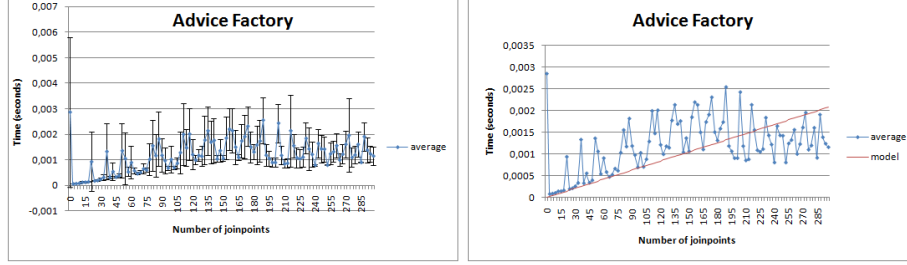 Advice Factory
0,007
0,006
0,005
0,004
0,003
0,002
0,001
0
-0,001
Time (seconds)
0 15 30 45 60 75 90 105 120 135 150 165 180 195 210 225 240 255 270 285
Number of joinpoints
average
Advice Factory
0,0035
0,003
0,0025
0,002
0,0015
0,001
0,0005
0
Time (seconds)
0 15 30 45 60 75 90 105 120 135 150 165 180 195 210 225 240 255 270 285
Number of joinpoints
average
model